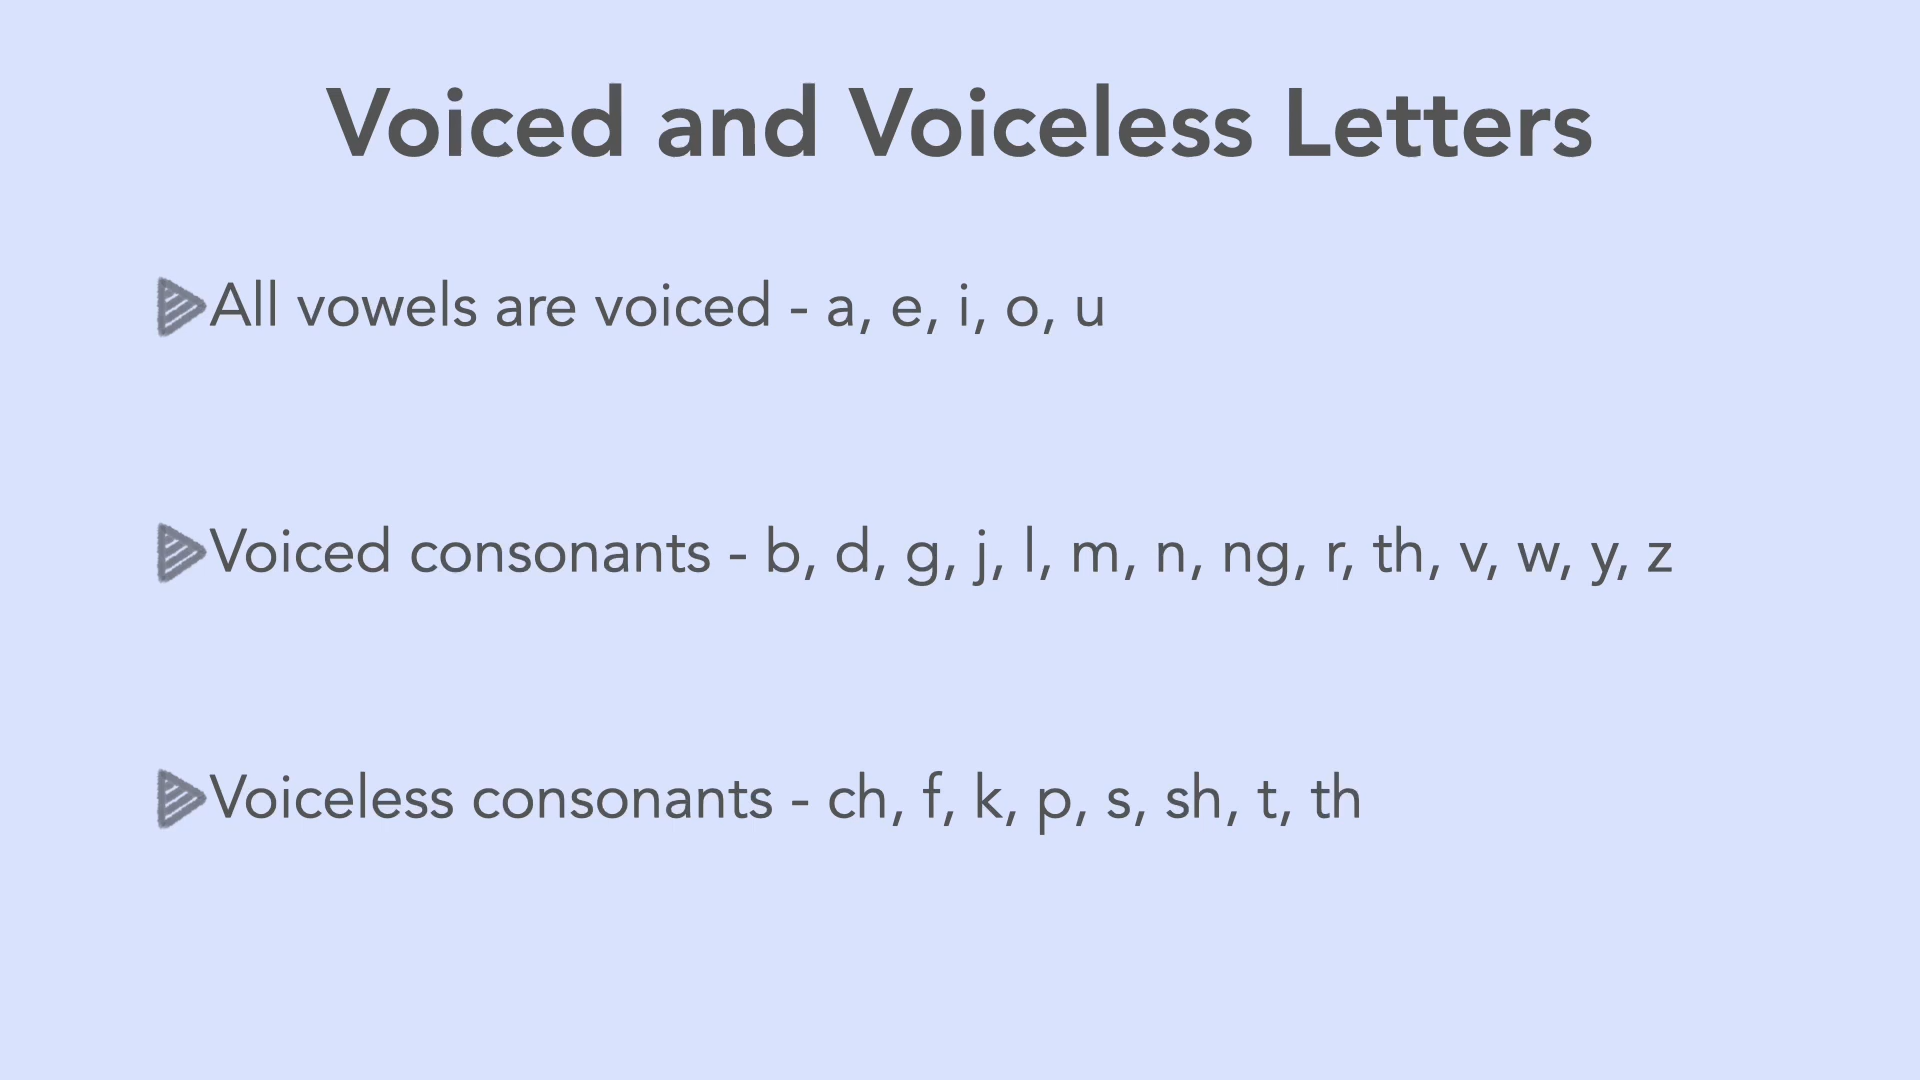 Voiced and Voiceless Letters
All vowels are voiced - a, e, i, o, u
Voiced consonants - b, d, g, j, l, m, n, ng, r, th, v, w, y, z
Voiceless consonants - ch, f, k, p, s, sh, t, th